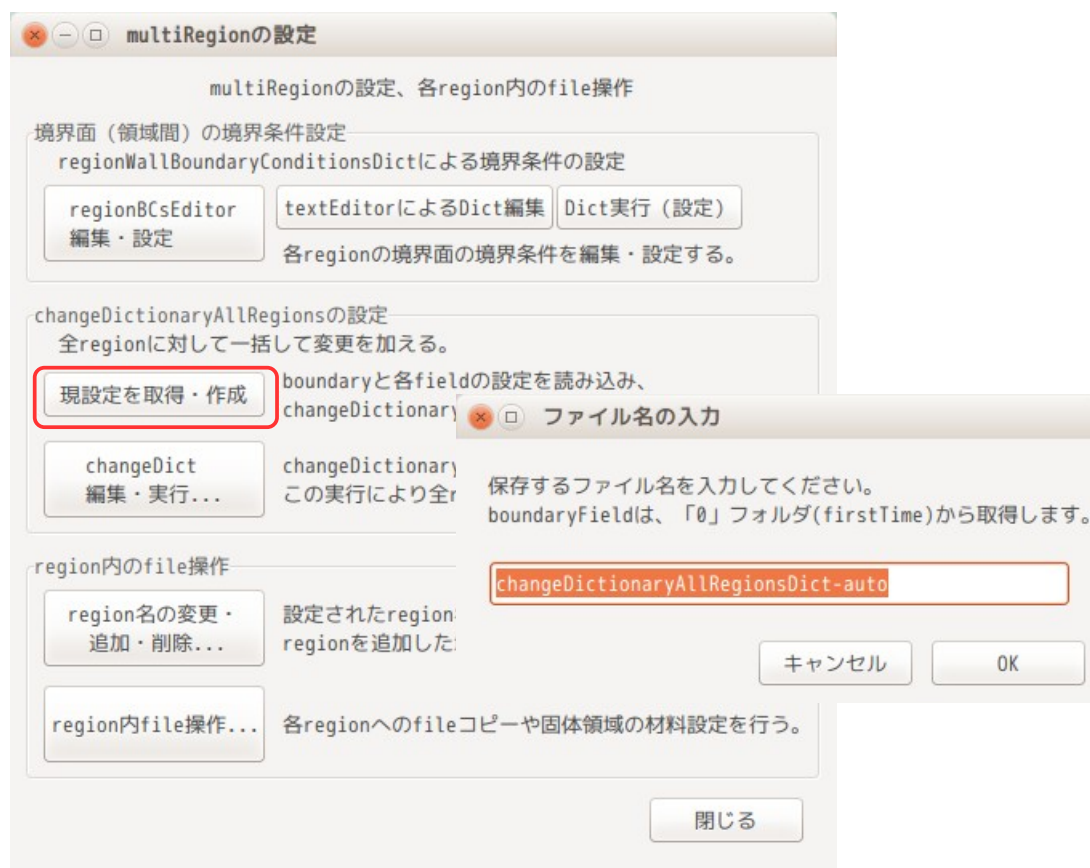 multiRegionの設定
multiRegionの設定、各region内のfile操作
境界面（領域間）の境界条件設定
regionWallBoundaryConditionsDictによる境界条件の設定
regionBCsEditor
編集・設定
textEditorによるDict編集
Dict実行（設定）
各regionの境界面の境界条件を編集・設定する。
changeDictionaryAllRegionsの設定
全regionに対して一括して変更を加える。
現設定を取得・作成
boundaryと各fieldの設定を読み込み、
changeDictionary
changeDict
編集・実行...
changeDictionary
この実行により全r
region内のfile操作
region名の変更・
追加・削除...
設定されたregion
regionを追加した
region内file操作...
各regionへのfileコピーや固体領域の材料設定を行う。
閉じる
ファイル名の入力
保存するファイル名を入力してください。
boundaryFieldは、「0」フォルダ(firstTime)から取得します。
changeDictionaryAllRegionsDict-auto
キャンセル
OK